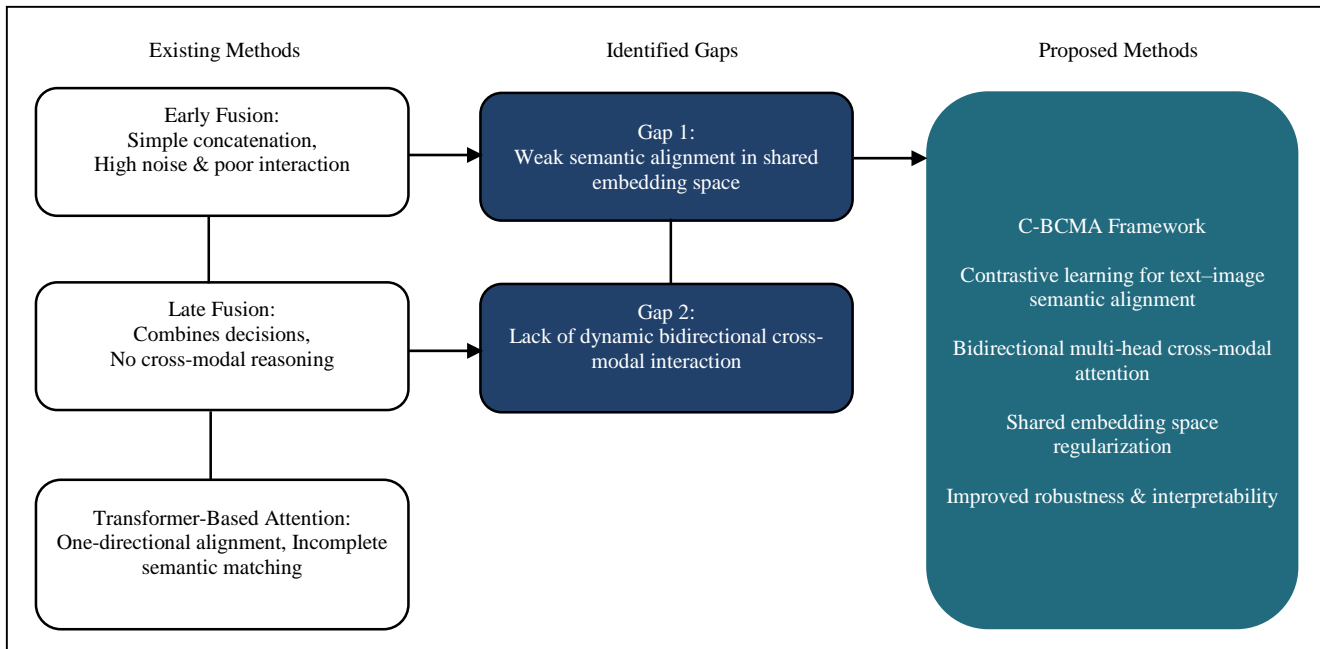 Existing Methods
Identified Gaps
Proposed Methods
Early Fusion:
Simple concatenation,
High noise & poor interaction
Gap 1:
Weak semantic alignment in shared
embedding space
Late Fusion:
Combines decisions,
No cross-modal reasoning
Gap 2:
Lack of dynamic bidirectional cross-
modal interaction
Transformer-Based Attention:
One-directional alignment, Incomplete
semantic matching
C-BCMA Framework
Contrastive learning for text–image
semantic alignment
Bidirectional multi-head cross-modal
attention
Shared embedding space
regularization
Improved robustness & interpretability